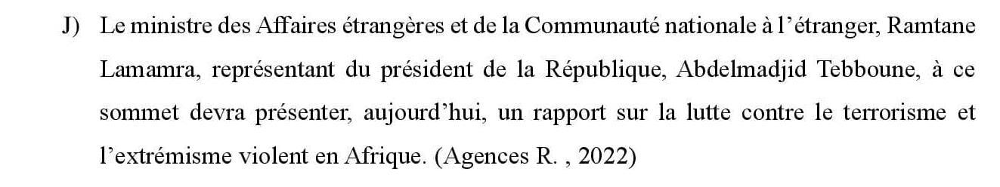 J) Le ministre des Affaires étrangères et de la Communauté nationale à l’étranger, Ramtane
Lamamra, représentant du président de la République, Abdelmadjid Tebboune, à ce
sommet devra présenter, aujourd’hui, un rapport sur la lutte contre le terrorisme et
l’extrémisme violent en Afrique. (Agences R. , 2022)